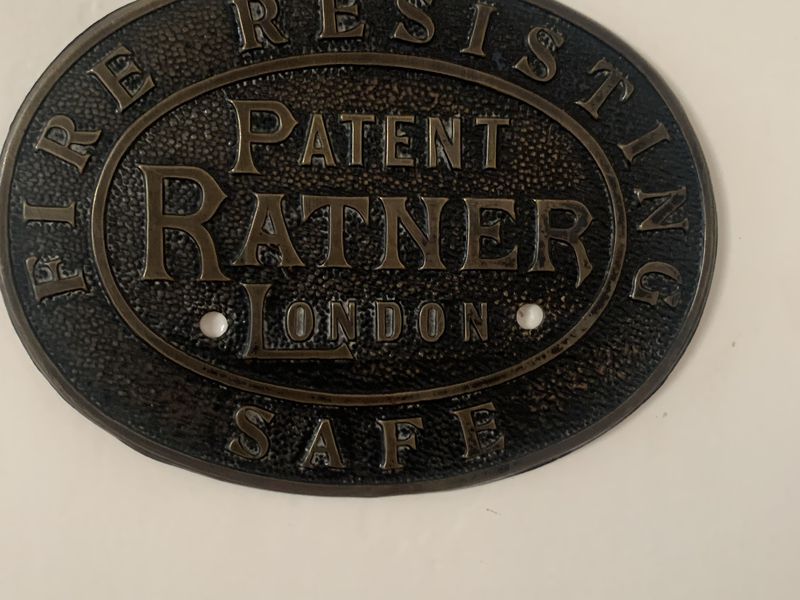 FIRE RESISTING
PATENT
RATNER
LONDON
SAFE